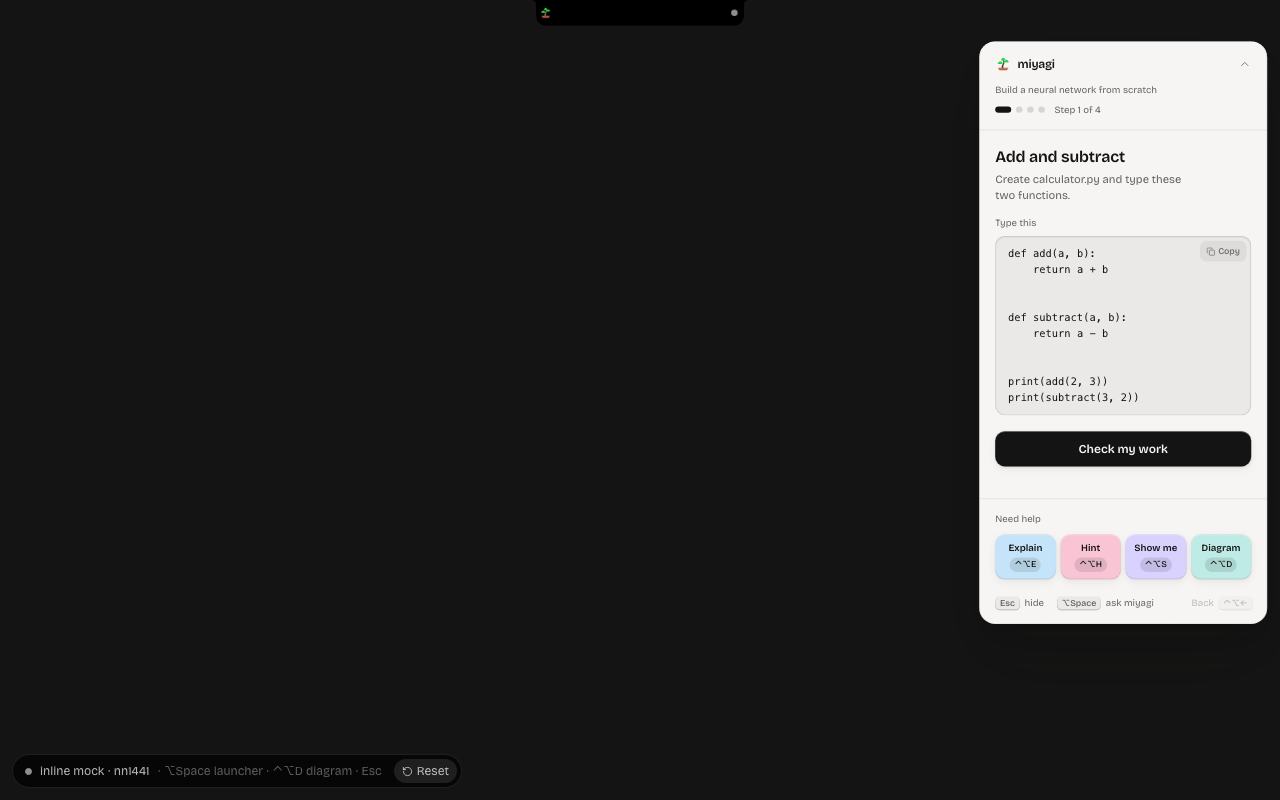 miyagi
Build a neural network from scratch
Step 1 of 4
Add and subtract
Create calculator.py and type these
two functions.
Type this
Copy
def add(a, b):
    return a + b
def subtract(a, b):
    return a − b
print(add(2, 3))
print(subtract(3, 2))
Check my work
Need help
Explain
Hint
Show me
Diagram
^⌥E
^⌥H
^⌥S
^⌥D
Esc hide ⌥Space ask miyagi Back ^⌥←
inline mock · nnl44l · ⌥Space launcher · ^⌥D diagram · Esc Reset